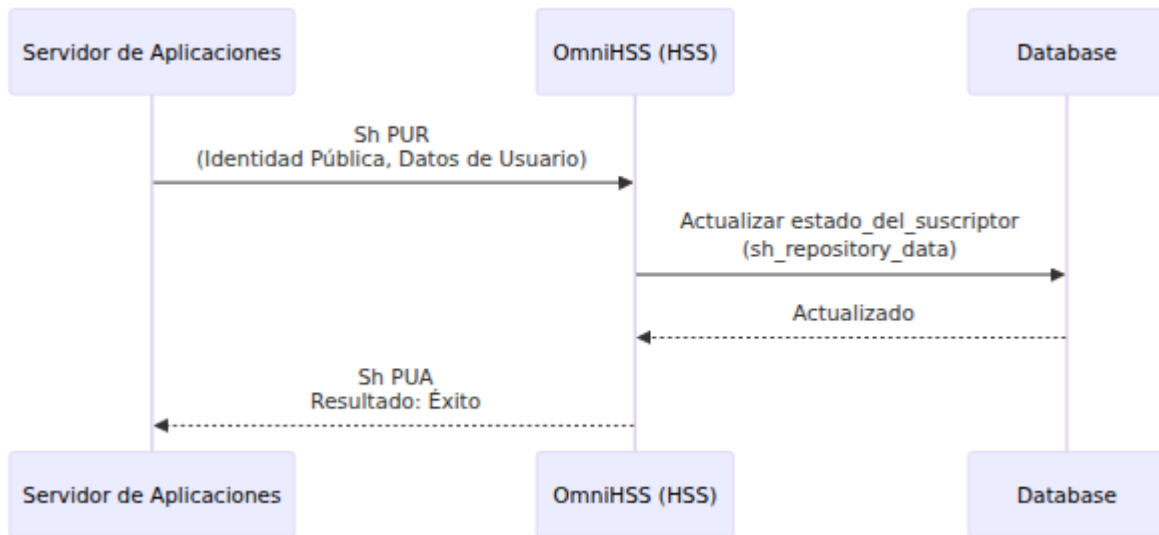 Servidor de Aplicaciones
OmniHSS (HSS)
Database
Sh PUR
(Identidad Pública, Datos de Usuario)
Actualizar estado_del_suscriptor
(sh_repository_data)
Actualizado
Sh PUA
Resultado: Éxito
Servidor de Aplicaciones
OmniHSS (HSS)
Database